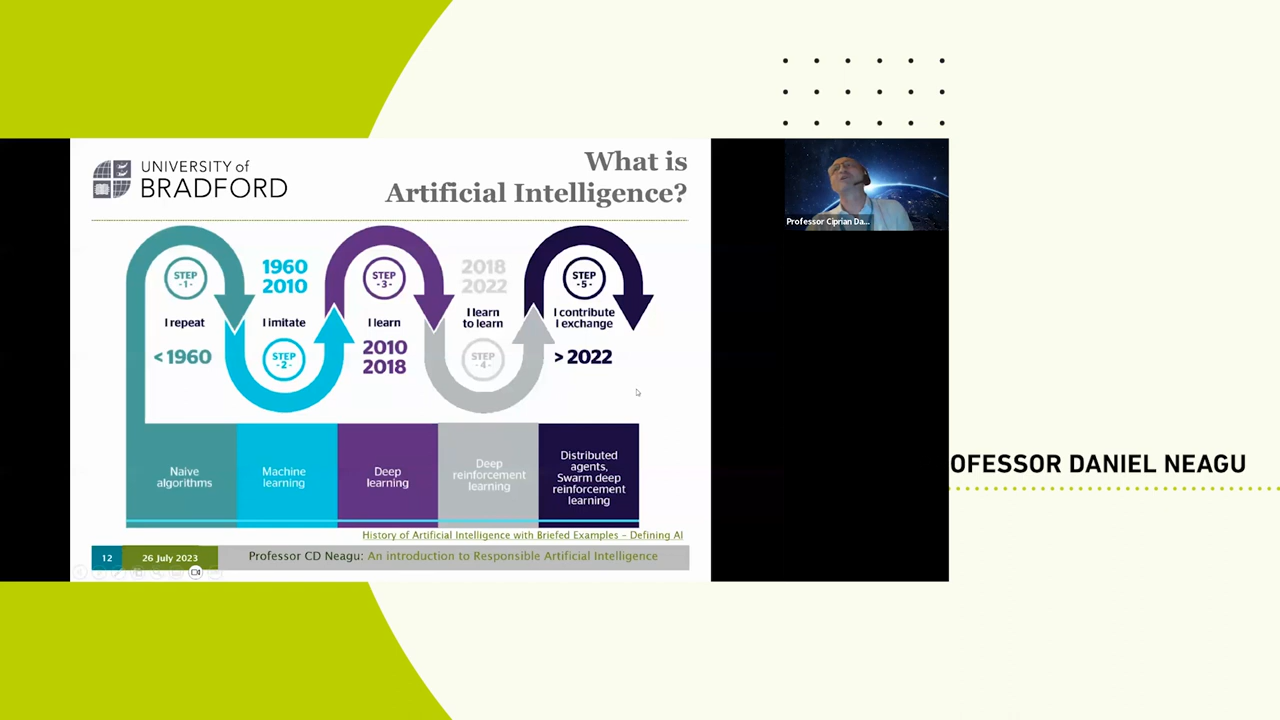 UNIVERSITY of
BRADFORD
What is
Artificial Intelligence?
STEP
-1-
I repeat
< 1960
1960
2010
I imitate
STEP
-2-
STEP
-3-
I learn
2010
2018
2018
2022
I learn
to learn
STEP
-4-
STEP
-5-
I contribute
I exchange
> 2022
Naive
algorithms
Machine
learning
Deep
learning
Deep
reinforcement
learning
Distributed
agents,
Swarm deep
reinforcement
learning
History of Artificial Intelligence with Briefed Examples – Defining AI
12
26 July 2023
Professor CD Neagu: An introduction to Responsible Artificial Intelligence
Professor Ciprian Da...
OFESSOR DANIEL NEAGU